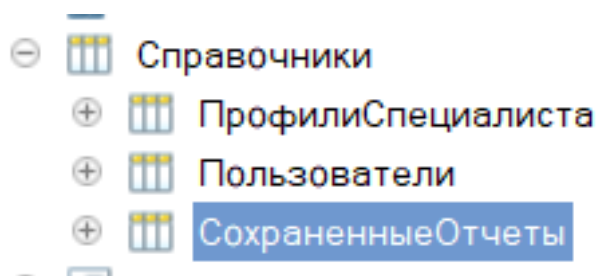 Справочники
ПрофилиСпециалиста
Пользователи
СохраненныеОтчеты